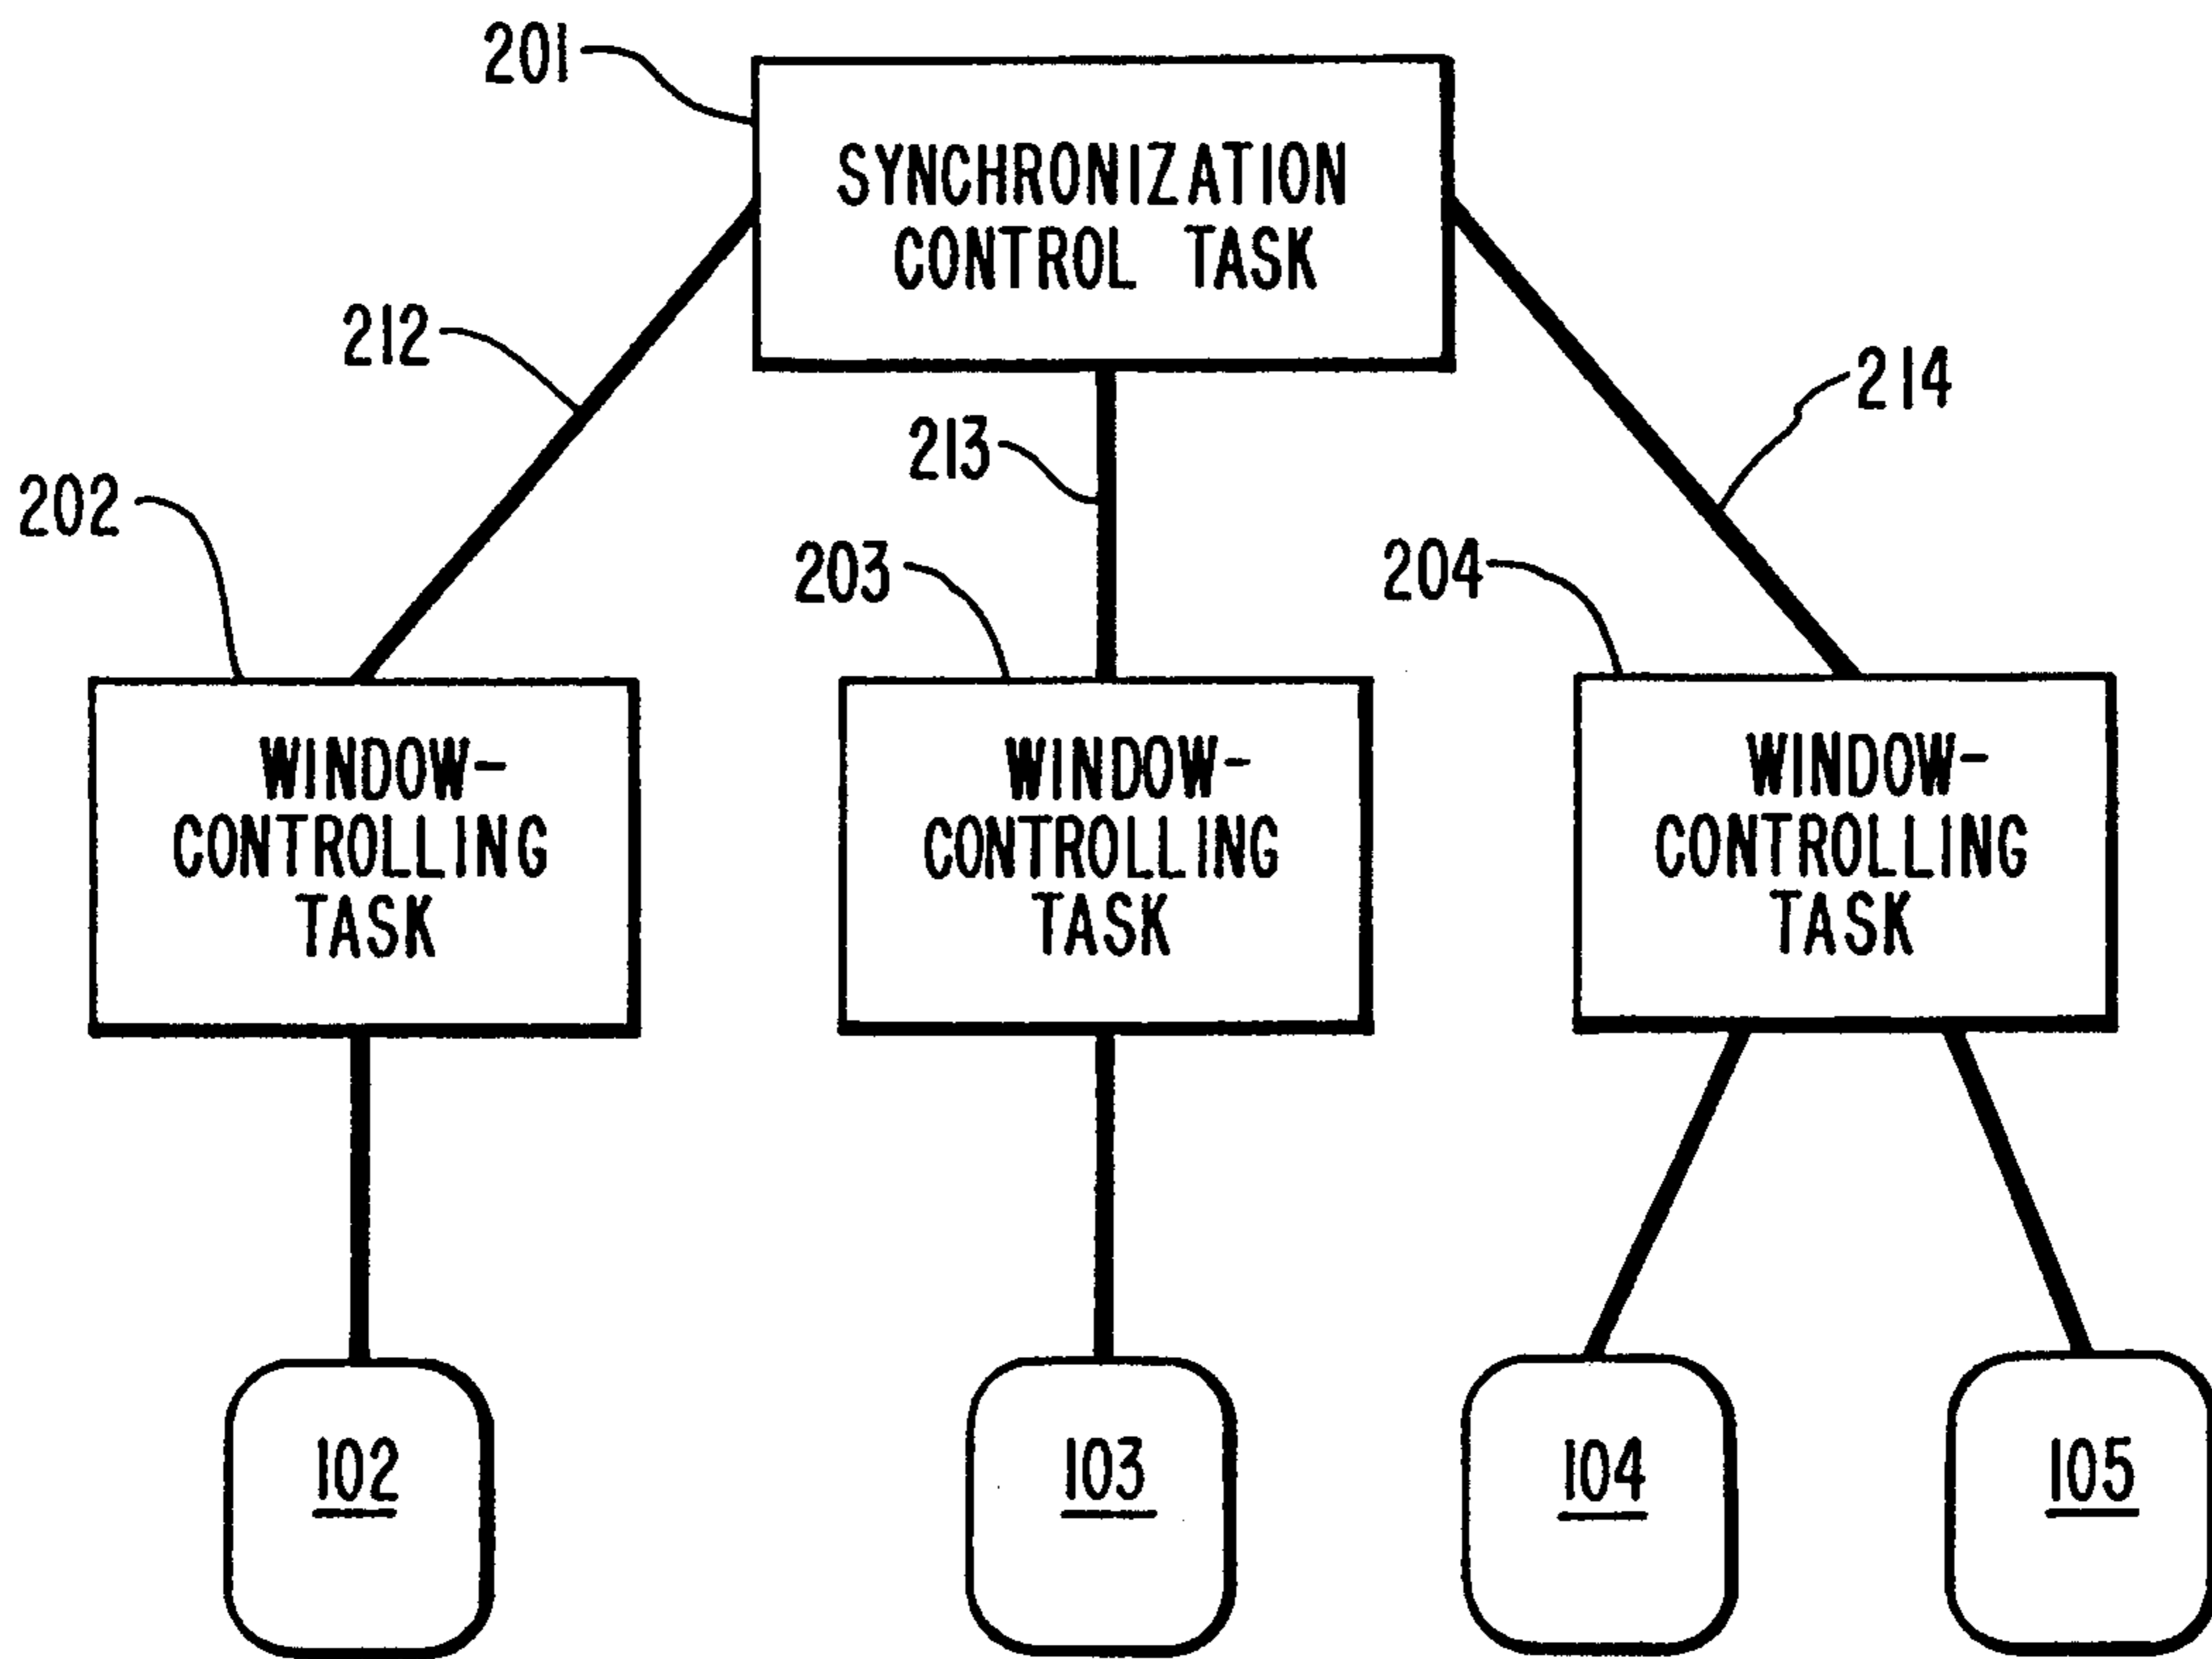 201
SYNCHRONIZATION
CONTROL TASK
212
214
213
202
203
204
WINDOW-
CONTROLLING
TASK
WINDOW-
CONTROLLING
TASK
WINDOW-
CONTROLLING
TASK
102
103
104
105